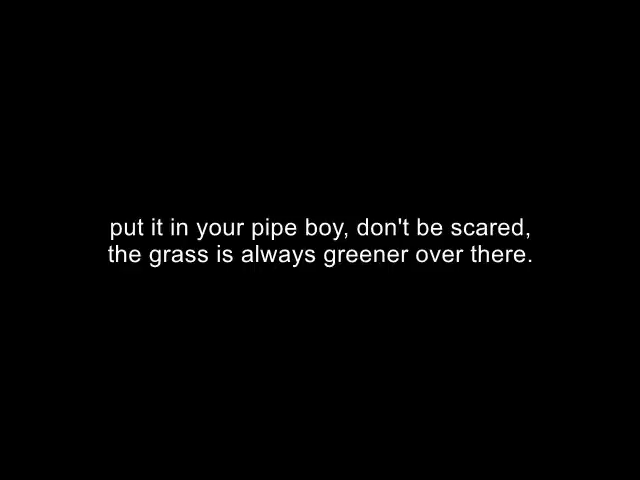 put it in your pipe boy, don't be scared,
the grass is always greener over there.